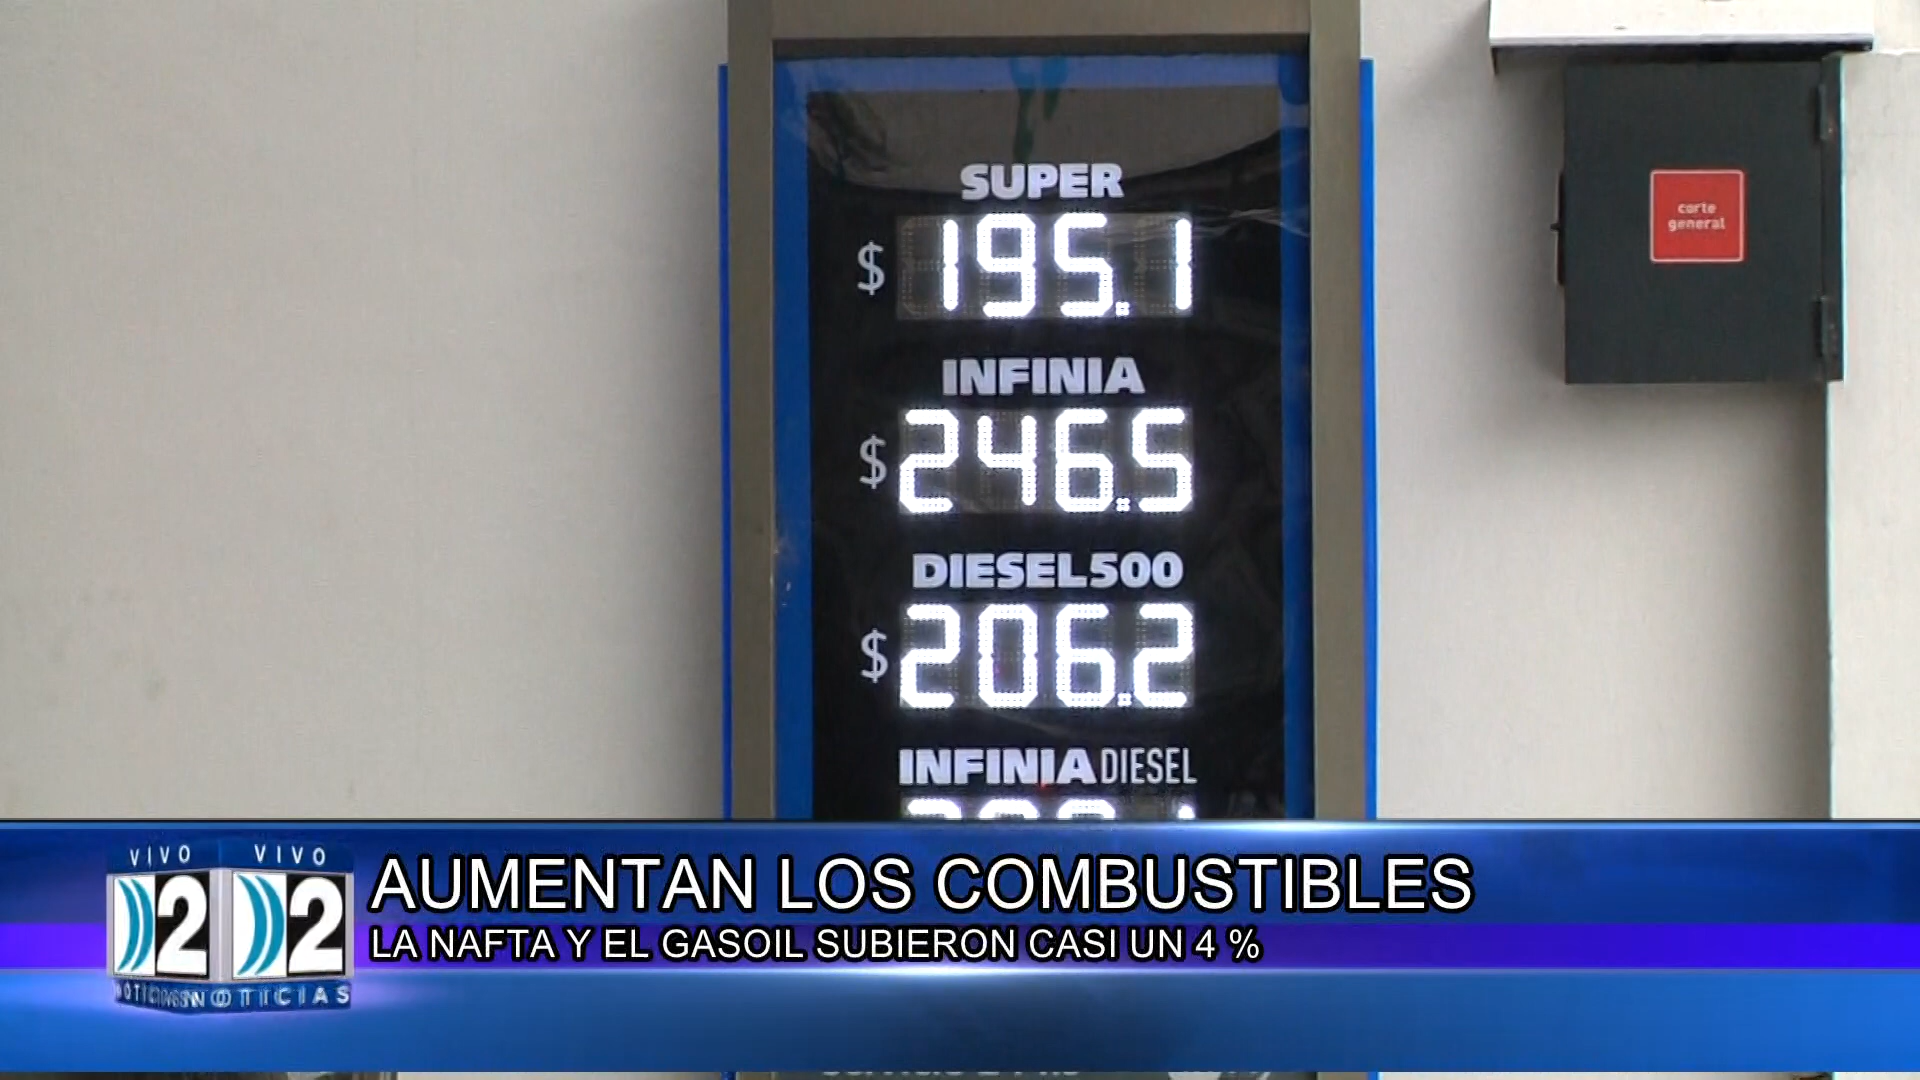 SUPER
$ 195.1
corte
general
INFINIA
$ 246.5
DIESEL500
$ 206.2
INFINIA DIESEL
VIVO VIVO
2 2
NOTICIAS
AUMENTAN LOS COMBUSTIBLES
LA NAFTA Y EL GASOIL SUBIERON CASI UN 4 %